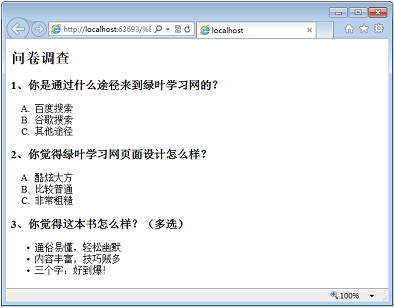 http://localhost:63693/%E
localhost
问卷调查
1、你是通过什么途径来到绿叶学习网的？
A. 百度搜索
B. 谷歌搜索
C. 其他途径
2、你觉得绿叶学习网页面设计怎么样？
A. 酷炫大方
B. 比较普通
C. 非常粗糙
3、你觉得这本书怎么样？（多选）
• 通俗易懂，轻松幽默
• 内容丰富，技巧贼多
• 三个字：好到爆！
100%